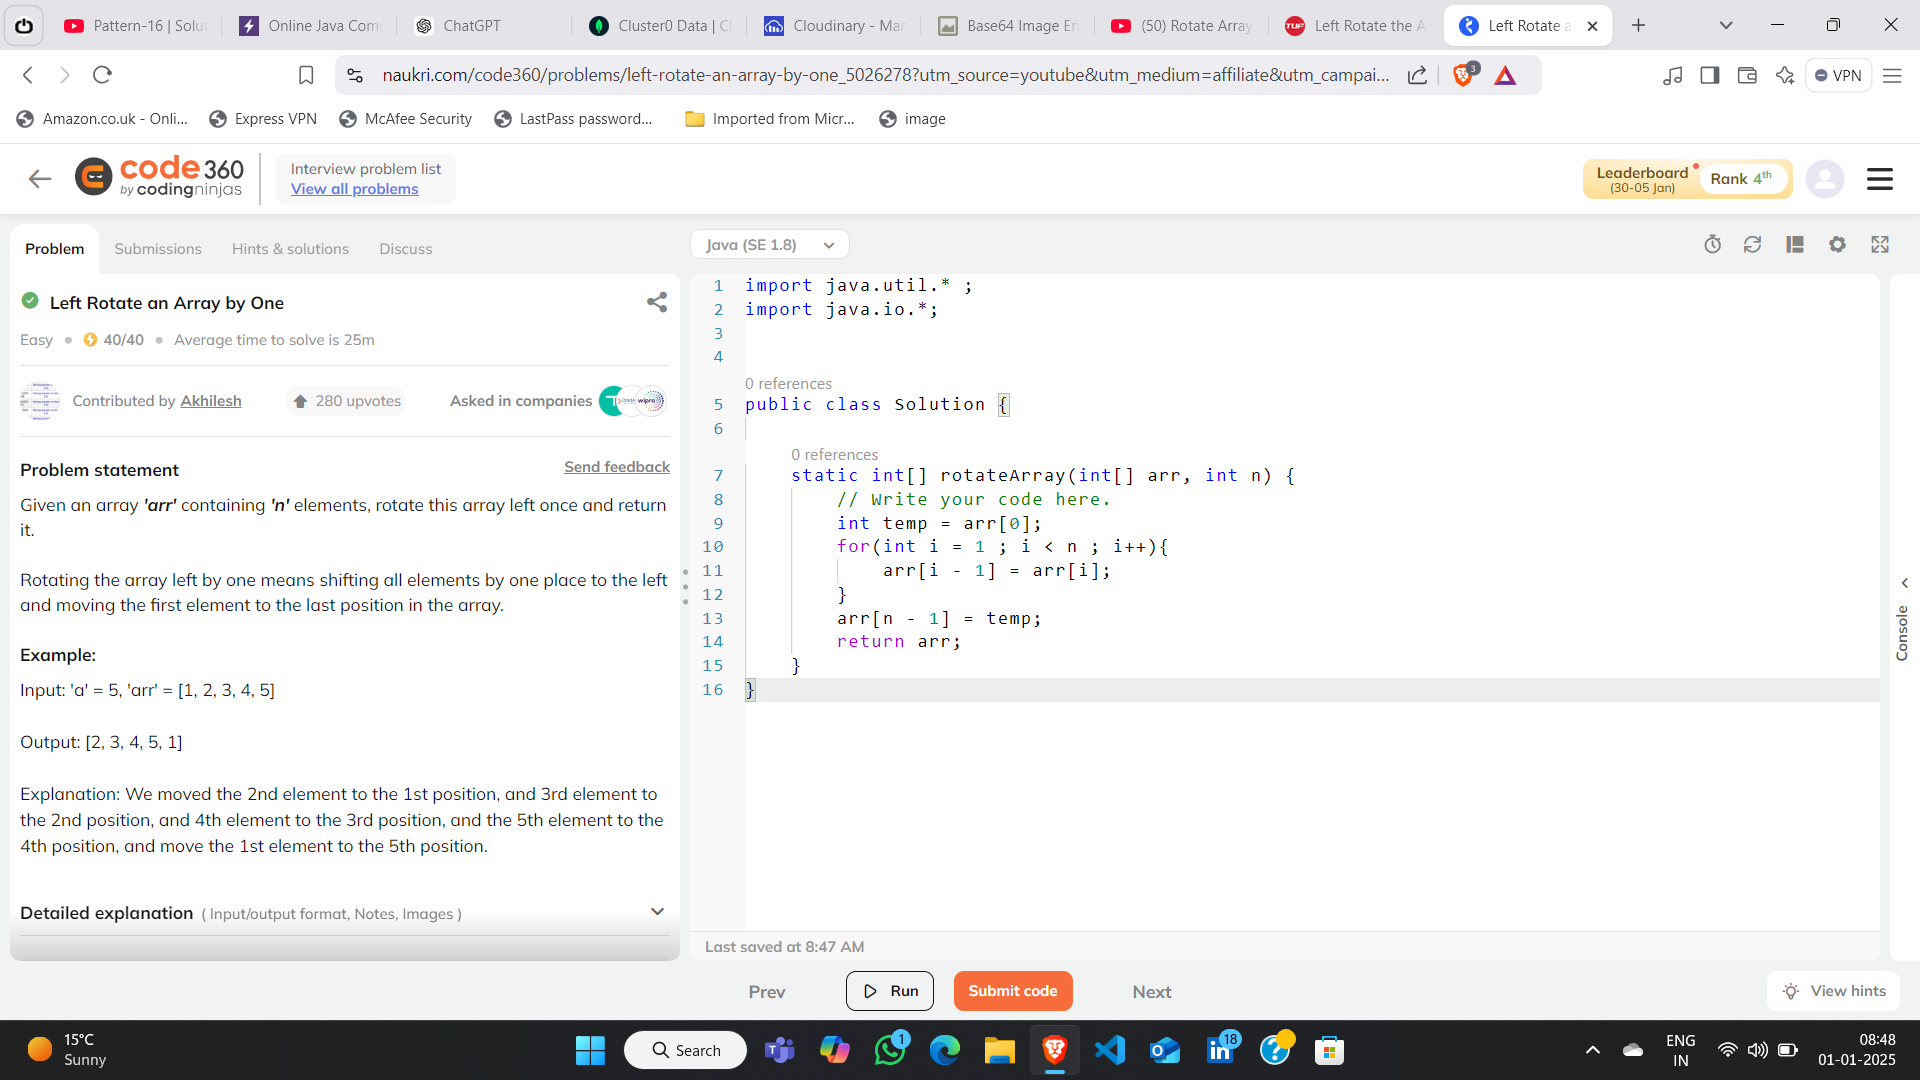 Pattern-16 | Solut
Online Java Com
ChatGPT
Cluster0 Data | Cl
Cloudinary - Mar
Base64 Image En
(50) Rotate Array
TUF
Left Rotate the A
Left Rotate a
naukri.com/code360/problems/left-rotate-an-array-by-one_5026278?utm_source=youtube&utm_medium=affiliate&utm_campai...
3
VPN
Amazon.co.uk - Onli...
Express VPN
McAfee Security
LastPass password...
Imported from Micr...
image
code 360
by codingninjas
Interview problem list
View all problems
Leaderboard
(30-05 Jan)
Rank 4th
Problem
Submissions
Hints & solutions
Discuss
Java (SE 1.8)
Left Rotate an Array by One
Easy
40/40
Average time to solve is 25m
Contributed by Akhilesh
280 upvotes
Asked in companies
wipro
Problem statement
Send feedback
Given an array 'arr' containing 'n' elements, rotate this array left once and return
it.
Rotating the array left by one means shifting all elements by one place to the left
and moving the first element to the last position in the array.
Example:
Input: 'a' = 5, 'arr' = [1, 2, 3, 4, 5]
Output: [2, 3, 4, 5, 1]
Explanation: We moved the 2nd element to the 1st position, and 3rd element to
the 2nd position, and 4th element to the 3rd position, and the 5th element to the
4th position, and move the 1st element to the 5th position.
Detailed explanation ( Input/output format, Notes, Images )
1 import java.util.* ;
2 import java.io.*;
3
4
0 references
5 public class Solution {
6
0 references
7 static int[] rotateArray(int[] arr, int n) {
8 // Write your code here.
9 int temp = arr[0];
10 for(int i = 1 ; i < n ; i++){
11 arr[i - 1] = arr[i];
12 }
13 arr[n - 1] = temp;
14 return arr;
15 }
16 }
Console
Last saved at 8:47 AM
Prev
Run
Submit code
Next
View hints
15°C
Sunny
Search
1
18
ENG
IN
08:48
01-01-2025